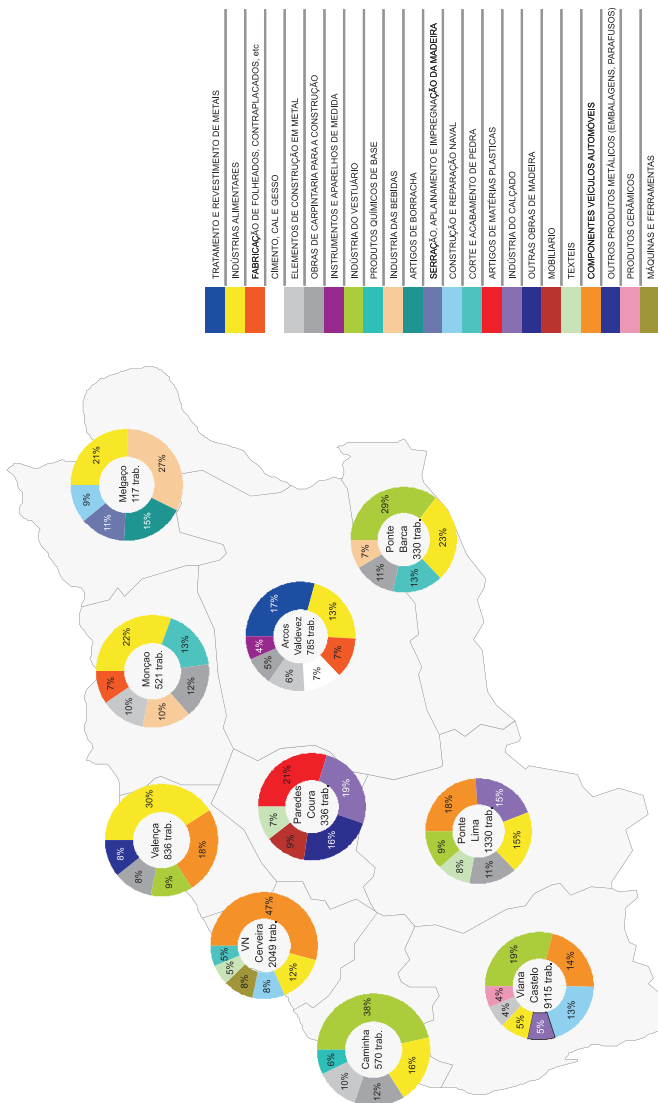 TRATAMENTO E REVESTIMENTO DE METAIS
INDÚSTRIAS ALIMENTARES
FABRICAÇÃO DE FOLHEADOS, CONTRAPLACADOS, etc
CIMENTO, CAL E GESSO
ELEMENTOS DE CONSTRUÇÃO EM METAL
OBRAS DE CARPINTARIA PARA A CONSTRUÇÃO
INSTRUMENTOS E APARELHOS DE MEDIDA
INDÚSTRIA DO VESTUÁRIO
PRODUTOS QUÍMICOS DE BASE
INDUSTRIA DAS BEBIDAS
ARTIGOS DE BORRACHA
SERRAÇÃO, APLAINAMENTO E IMPREGNAÇÃO DA MADEIRA
CONSTRUÇÃO E REPARAÇÃO NAVAL
CORTE E ACABAMENTO DE PEDRA
ARTIGOS DE MATÉRIAS PLASTICAS
INDÚSTRIA DO CALÇADO
OUTRAS OBRAS DE MADEIRA
MOBILIARIO
TEXTEIS
COMPONENTES VEÍCULOS AUTOMÓVEIS
OUTROS PRODUTOS METÁLICOS (EMBALAGENS, PARAFUSOS)
PRODUTOS CERÂMICOS
MÁQUINAS E FERRAMENTAS
Melgaço
117 trab.
21%
27%
15%
11%
9%
Monçao
521 trab.
22%
13%
12%
10%
10%
7%
Arcos
Valdevez
785 trab.
17%
13%
7%
7%
6%
5%
4%
Ponte
Barca
330 trab.
29%
23%
13%
11%
7%
Valença
836 trab.
30%
18%
9%
8%
8%
Paredes
Coura
336 trab.
21%
19%
16%
9%
7%
VN
Cerveira
2049 trab.
47%
12%
8%
8%
5%
5%
Ponte
Lima
1330 trab.
18%
15%
15%
11%
8%
9%
Caminha
570 trab.
38%
16%
12%
10%
6%
Viana
Castelo
9115 trab.
19%
14%
13%
5%
5%
4%
4%